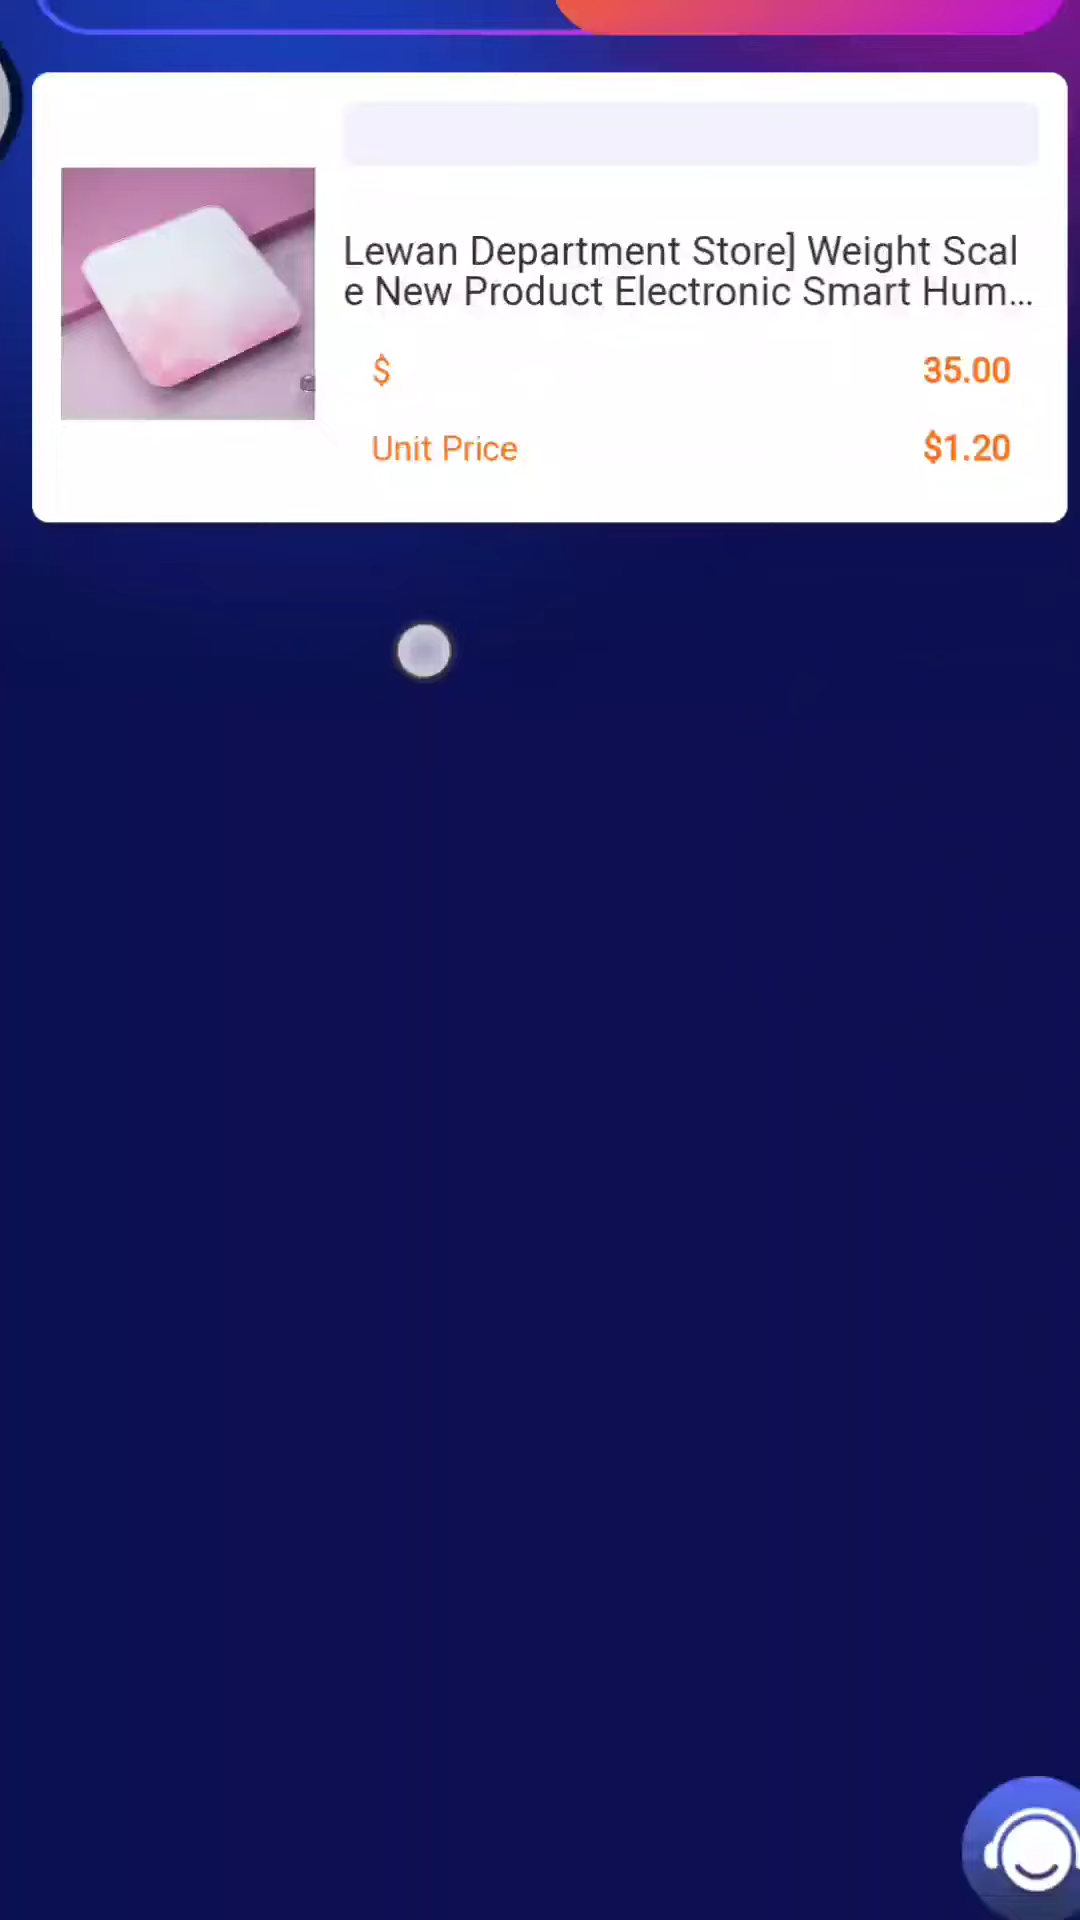 Lewan Department Store] Weight Scal
e New Product Electronic Smart Hum...
$ 35.00
Unit Price $1.20